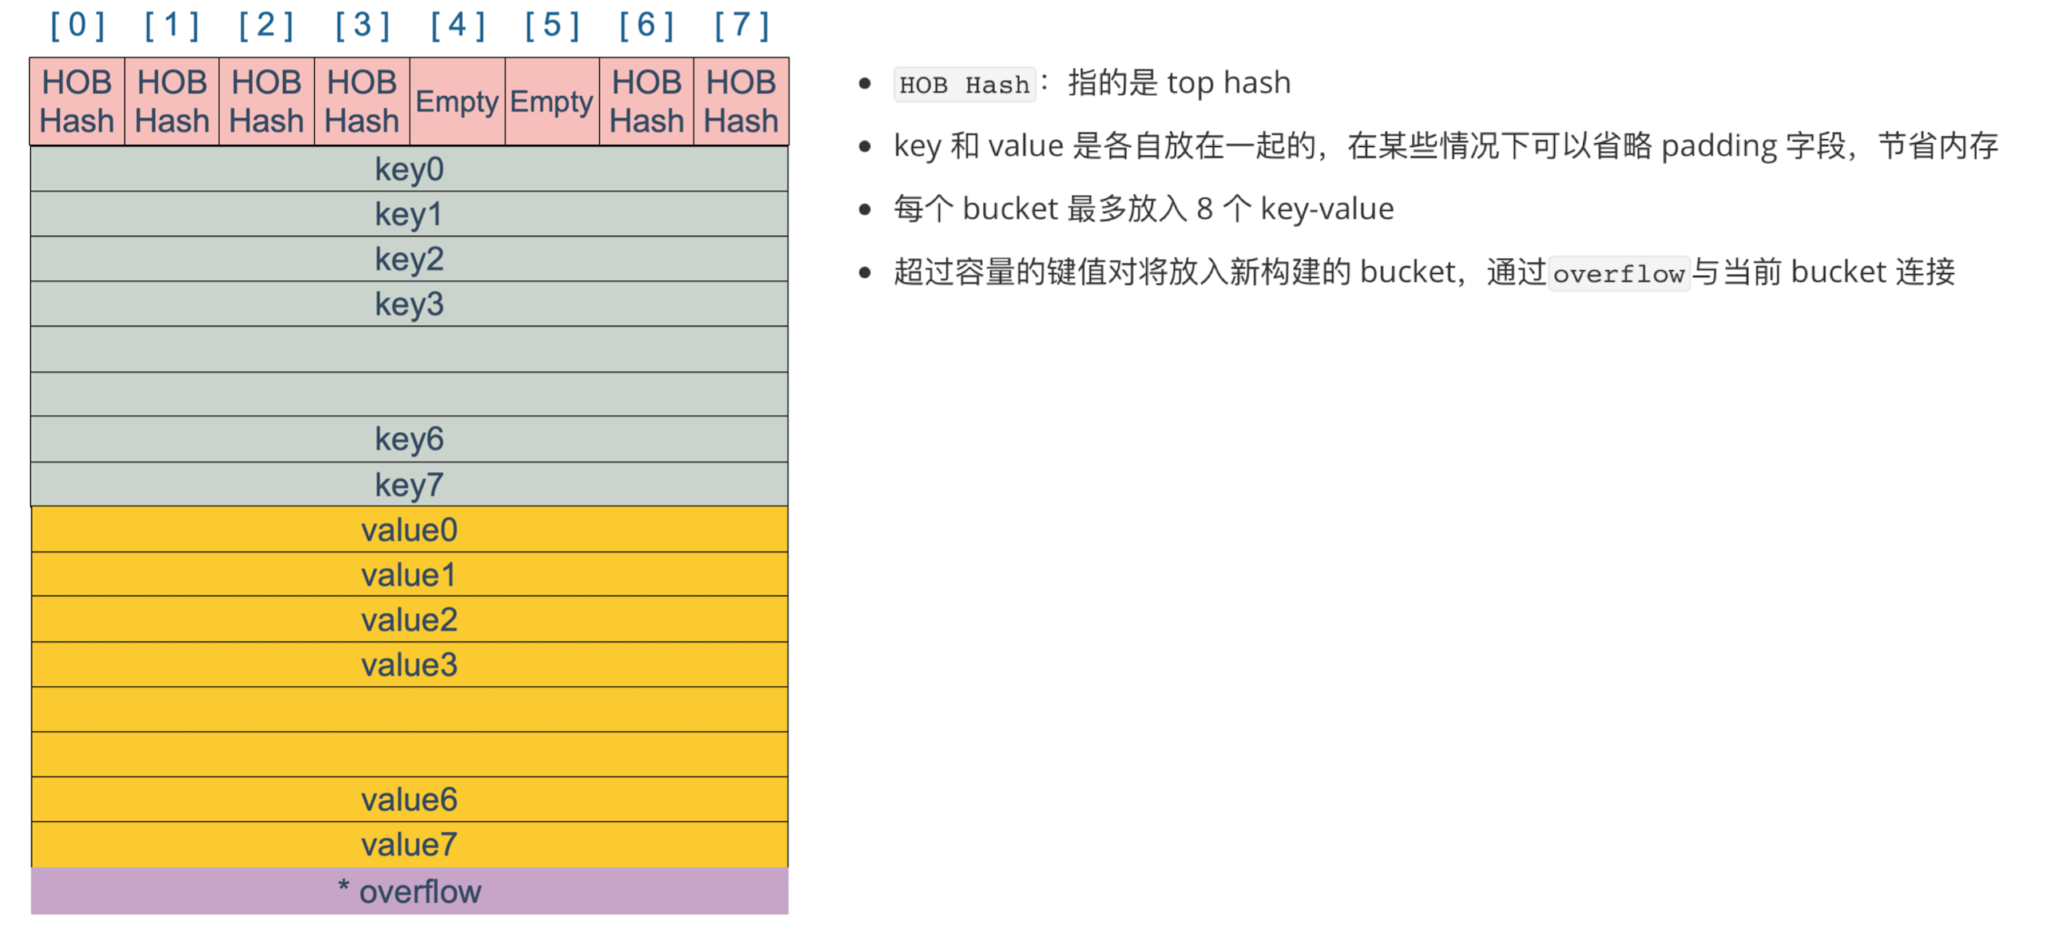 [ 0 ] [ 1 ] [ 2 ] [ 3 ] [ 4 ] [ 5 ] [ 6 ] [ 7 ]
HOB Hash HOB Hash HOB Hash HOB Hash Empty Empty HOB Hash HOB Hash
key0
key1
key2
key3
key6
key7
value0
value1
value2
value3
value6
value7
* overflow
• HOB Hash：指的是 top hash
• key 和 value 是各自放在一起的，在某些情况下可以省略 padding 字段，节省内存
• 每个 bucket 最多放入 8 个 key-value
• 超过容量的键值对将放入新构建的 bucket，通过overflow与当前 bucket 连接